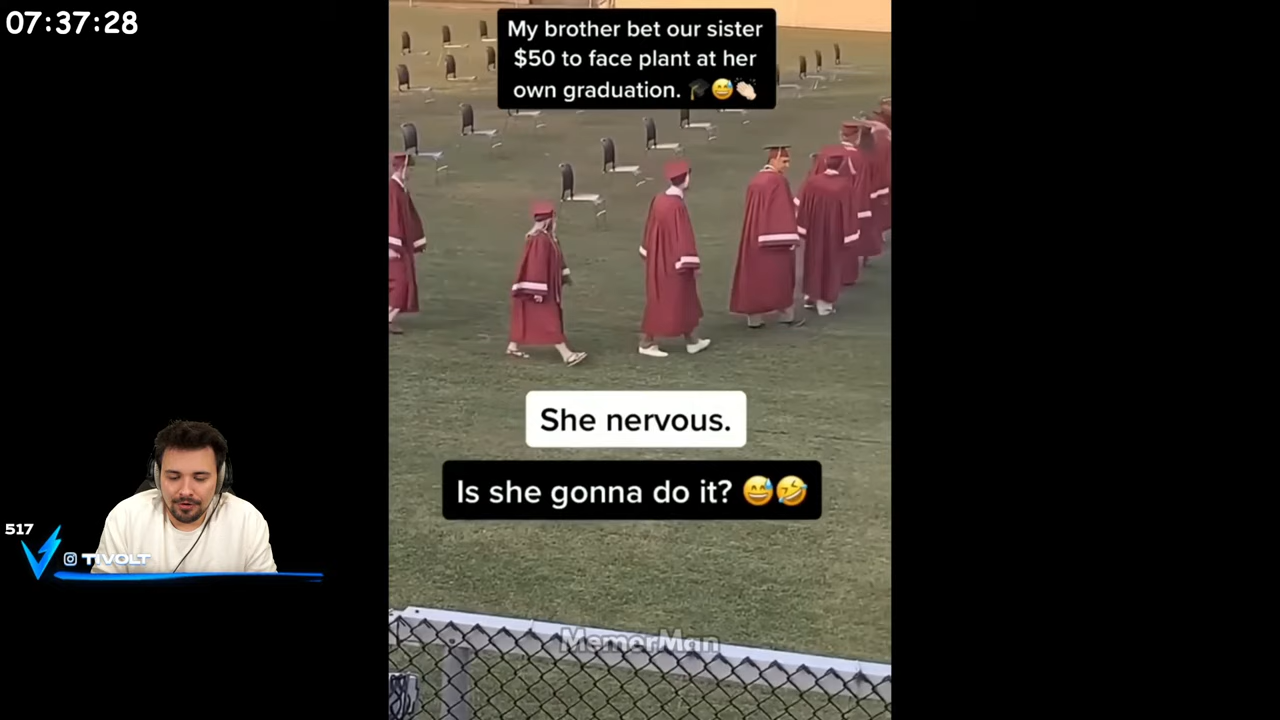 07:37:28
My brother bet our sister
$50 to face plant at her
own graduation. 🎓😅👏🏻
She nervous.
Is she gonna do it? 😅🤣
517
TIVOLT
MemerMan